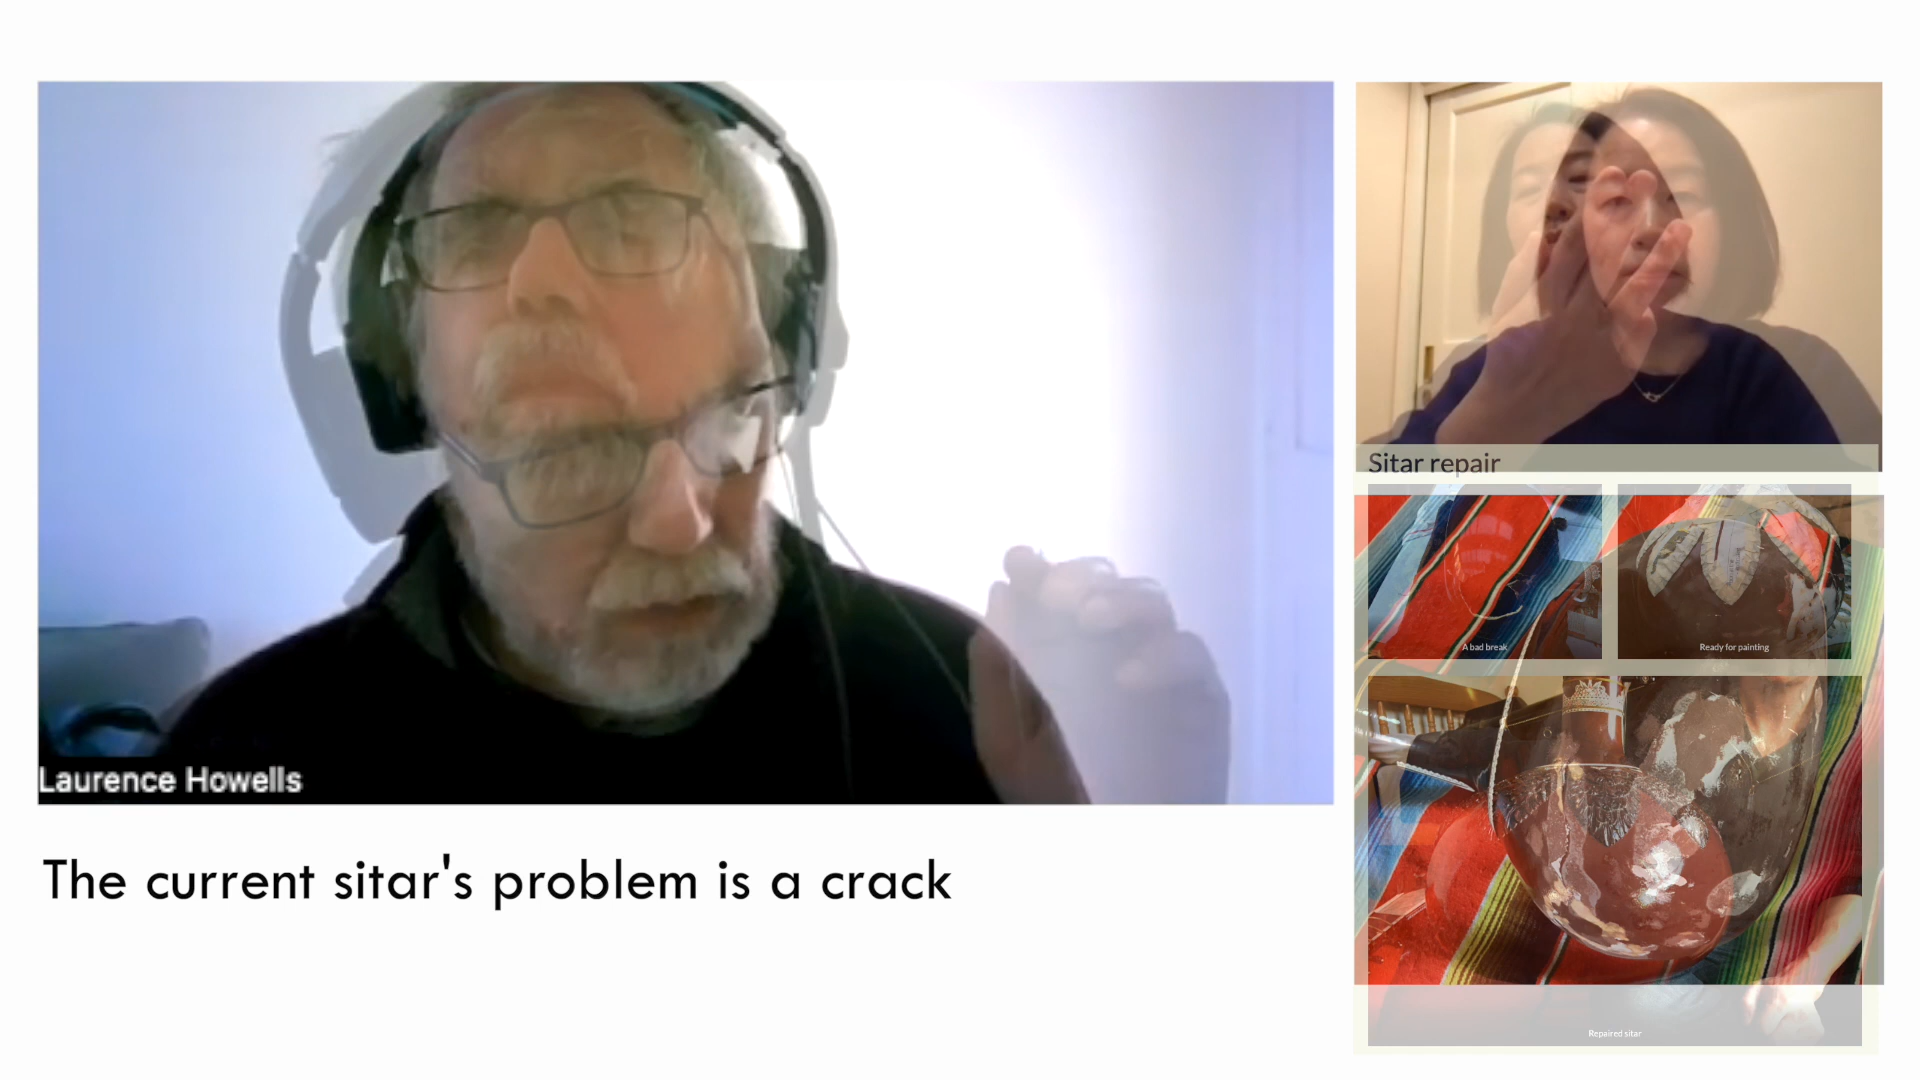 Laurence Howells
The current sitar's problem is a crack
Sitar repair
A bad break
Ready for painting
Repaired sitar